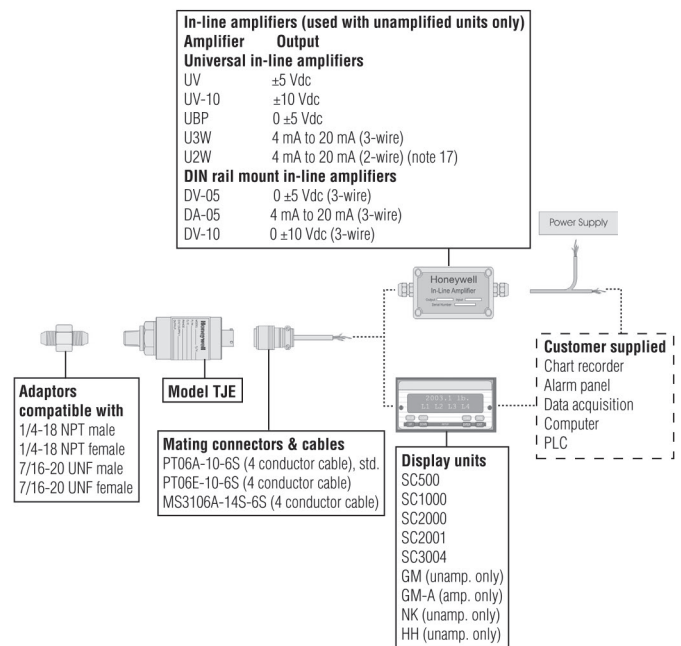 In-line amplifiers (used with unamplified units only)
Amplifier Output
Universal in-line amplifiers
UV ±5 Vdc
UV-10 ±10 Vdc
UBP 0 ±5 Vdc
U3W 4 mA to 20 mA (3-wire)
U2W 4 mA to 20 mA (2-wire) (note 17)
DIN rail mount in-line amplifiers
DV-05 0 ±5 Vdc (3-wire)
DA-05 4 mA to 20 mA (3-wire)
DV-10 0 ±10 Vdc (3-wire)
Power Supply
Honeywell
In-Line Amplifier
Honeywell
Adaptors
compatible with
1/4-18 NPT male
1/4-18 NPT female
7/16-20 UNF male
7/16-20 UNF female
Model TJE
Mating connectors & cables
PT06A-10-6S (4 conductor cable), std.
PT06E-10-6S (4 conductor cable)
MS3106A-14S-6S (4 conductor cable)
2003.1 lb.
L1 L2 L3 L4
Display units
SC500
SC1000
SC2000
SC2001
SC3004
GM (unamp. only)
GM-A (amp. only)
NK (unamp. only)
HH (unamp. only)
Customer supplied
Chart recorder
Alarm panel
Data acquisition
Computer
PLC